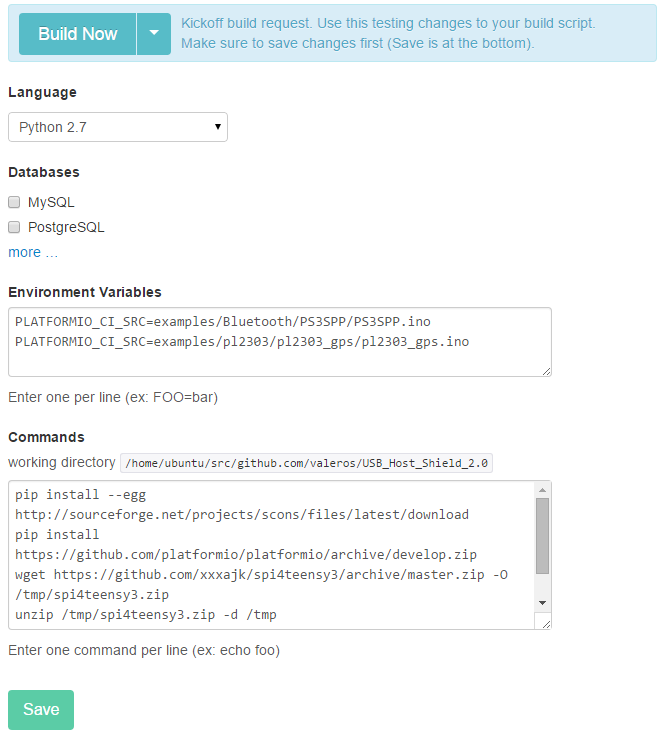 Build Now
Kickoff build request. Use this testing changes to your build script.
Make sure to save changes first (Save is at the bottom).
Language
Python 2.7
Databases
MySQL
PostgreSQL
more …
Environment Variables
PLATFORMIO_CI_SRC=examples/Bluetooth/PS3SPP/PS3SPP.ino
PLATFORMIO_CI_SRC=examples/pl2303/pl2303_gps/pl2303_gps.ino
Enter one per line (ex: FOO=bar)
Commands
working directory /home/ubuntu/src/github.com/valeros/USB_Host_Shield_2.0
pip install --egg
http://sourceforge.net/projects/scons/files/latest/download
pip install
https://github.com/platformio/platformio/archive/develop.zip
wget https://github.com/xxxajk/spi4teensy3/archive/master.zip -O
/tmp/spi4teensy3.zip
unzip /tmp/spi4teensy3.zip -d /tmp
Enter one command per line (ex: echo foo)
Save